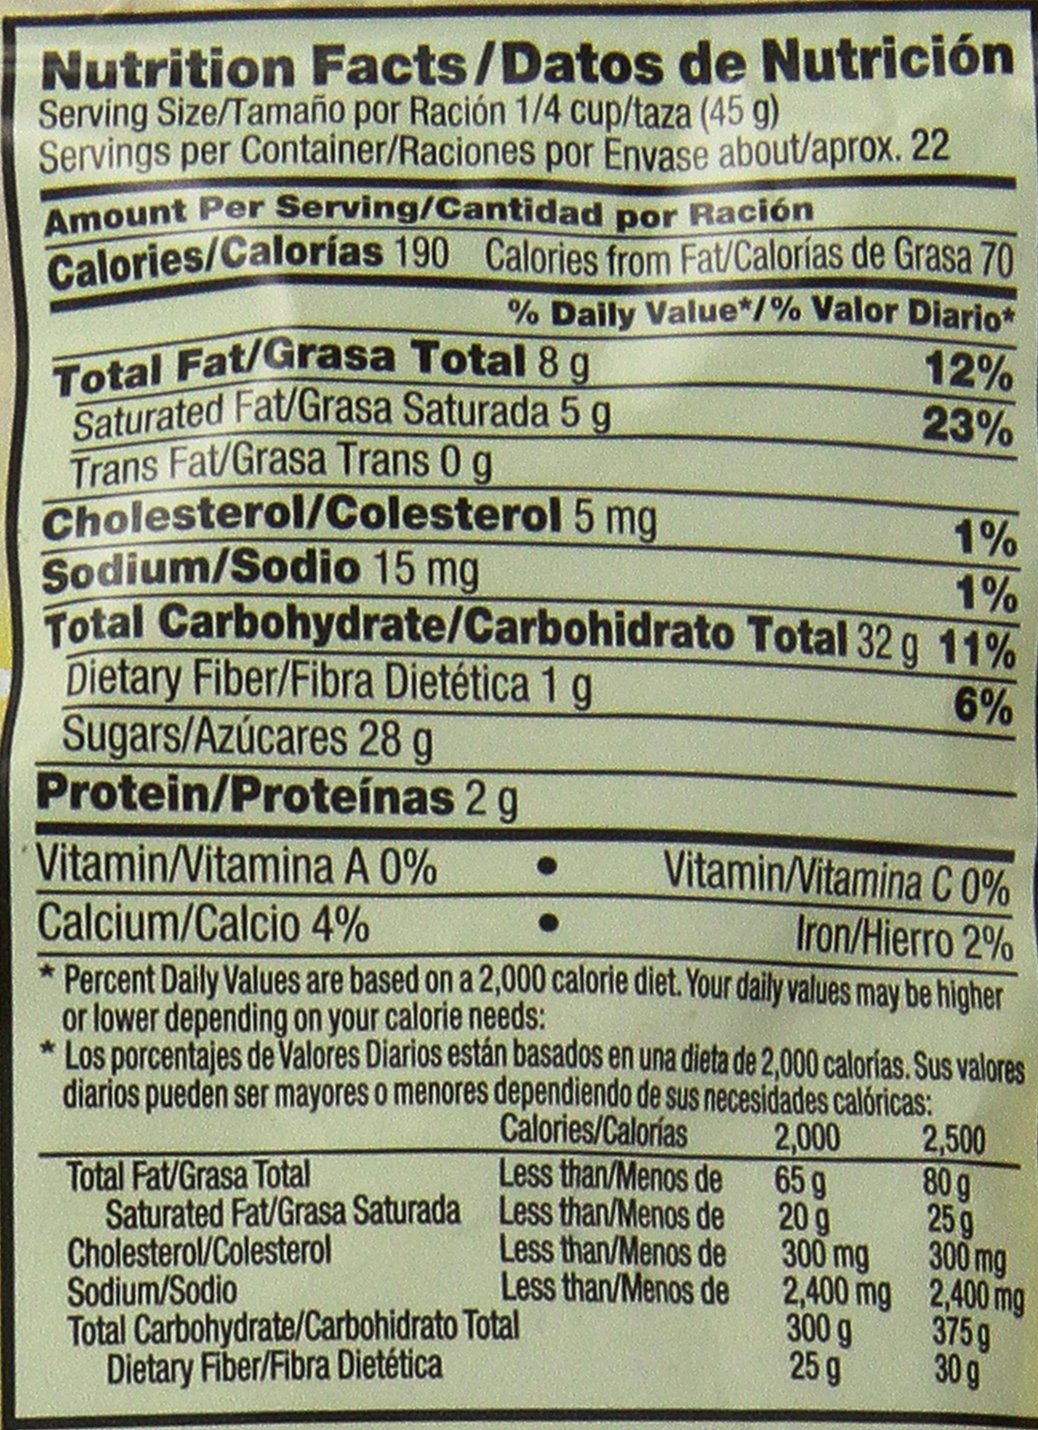 Nutrition Facts/Datos de Nutrición
Serving Size/Tamaño por Ración 1/4 cup/taza (45 g)
Servings per Container/Raciones por Envase about/aprox. 22
Amount Per Serving/Cantidad por Ración
Calories/Calorías 190 Calories from Fat/Calorías de Grasa 70
% Daily Value*/% Valor Diario*
Total Fat/Grasa Total 8 g 12%
Saturated Fat/Grasa Saturada 5 g 23%
Trans Fat/Grasa Trans 0 g
Cholesterol/Colesterol 5 mg 1%
Sodium/Sodio 15 mg 1%
Total Carbohydrate/Carbohidrato Total 32 g 11%
Dietary Fiber/Fibra Dietética 1 g 6%
Sugars/Azúcares 28 g
Protein/Proteínas 2 g
Vitamin/Vitamina A 0% • Vitamin/Vitamina C 0%
Calcium/Calcio 4% • Iron/Hierro 2%
* Percent Daily Values are based on a 2,000 calorie diet. Your daily values may be higher
or lower depending on your calorie needs:
* Los porcentajes de Valores Diarios están basados en una dieta de 2,000 calorías. Sus valores
diarios pueden ser mayores o menores dependiendo de sus necesidades calóricas:
Calories/Calorías 2,000 2,500
Total Fat/Grasa Total Less than/Menos de 65 g 80 g
Saturated Fat/Grasa Saturada Less than/Menos de 20 g 25 g
Cholesterol/Colesterol Less than/Menos de 300 mg 300 mg
Sodium/Sodio Less than/Menos de 2,400 mg 2,400 mg
Total Carbohydrate/Carbohidrato Total 300 g 375 g
Dietary Fiber/Fibra Dietética 25 g 30 g